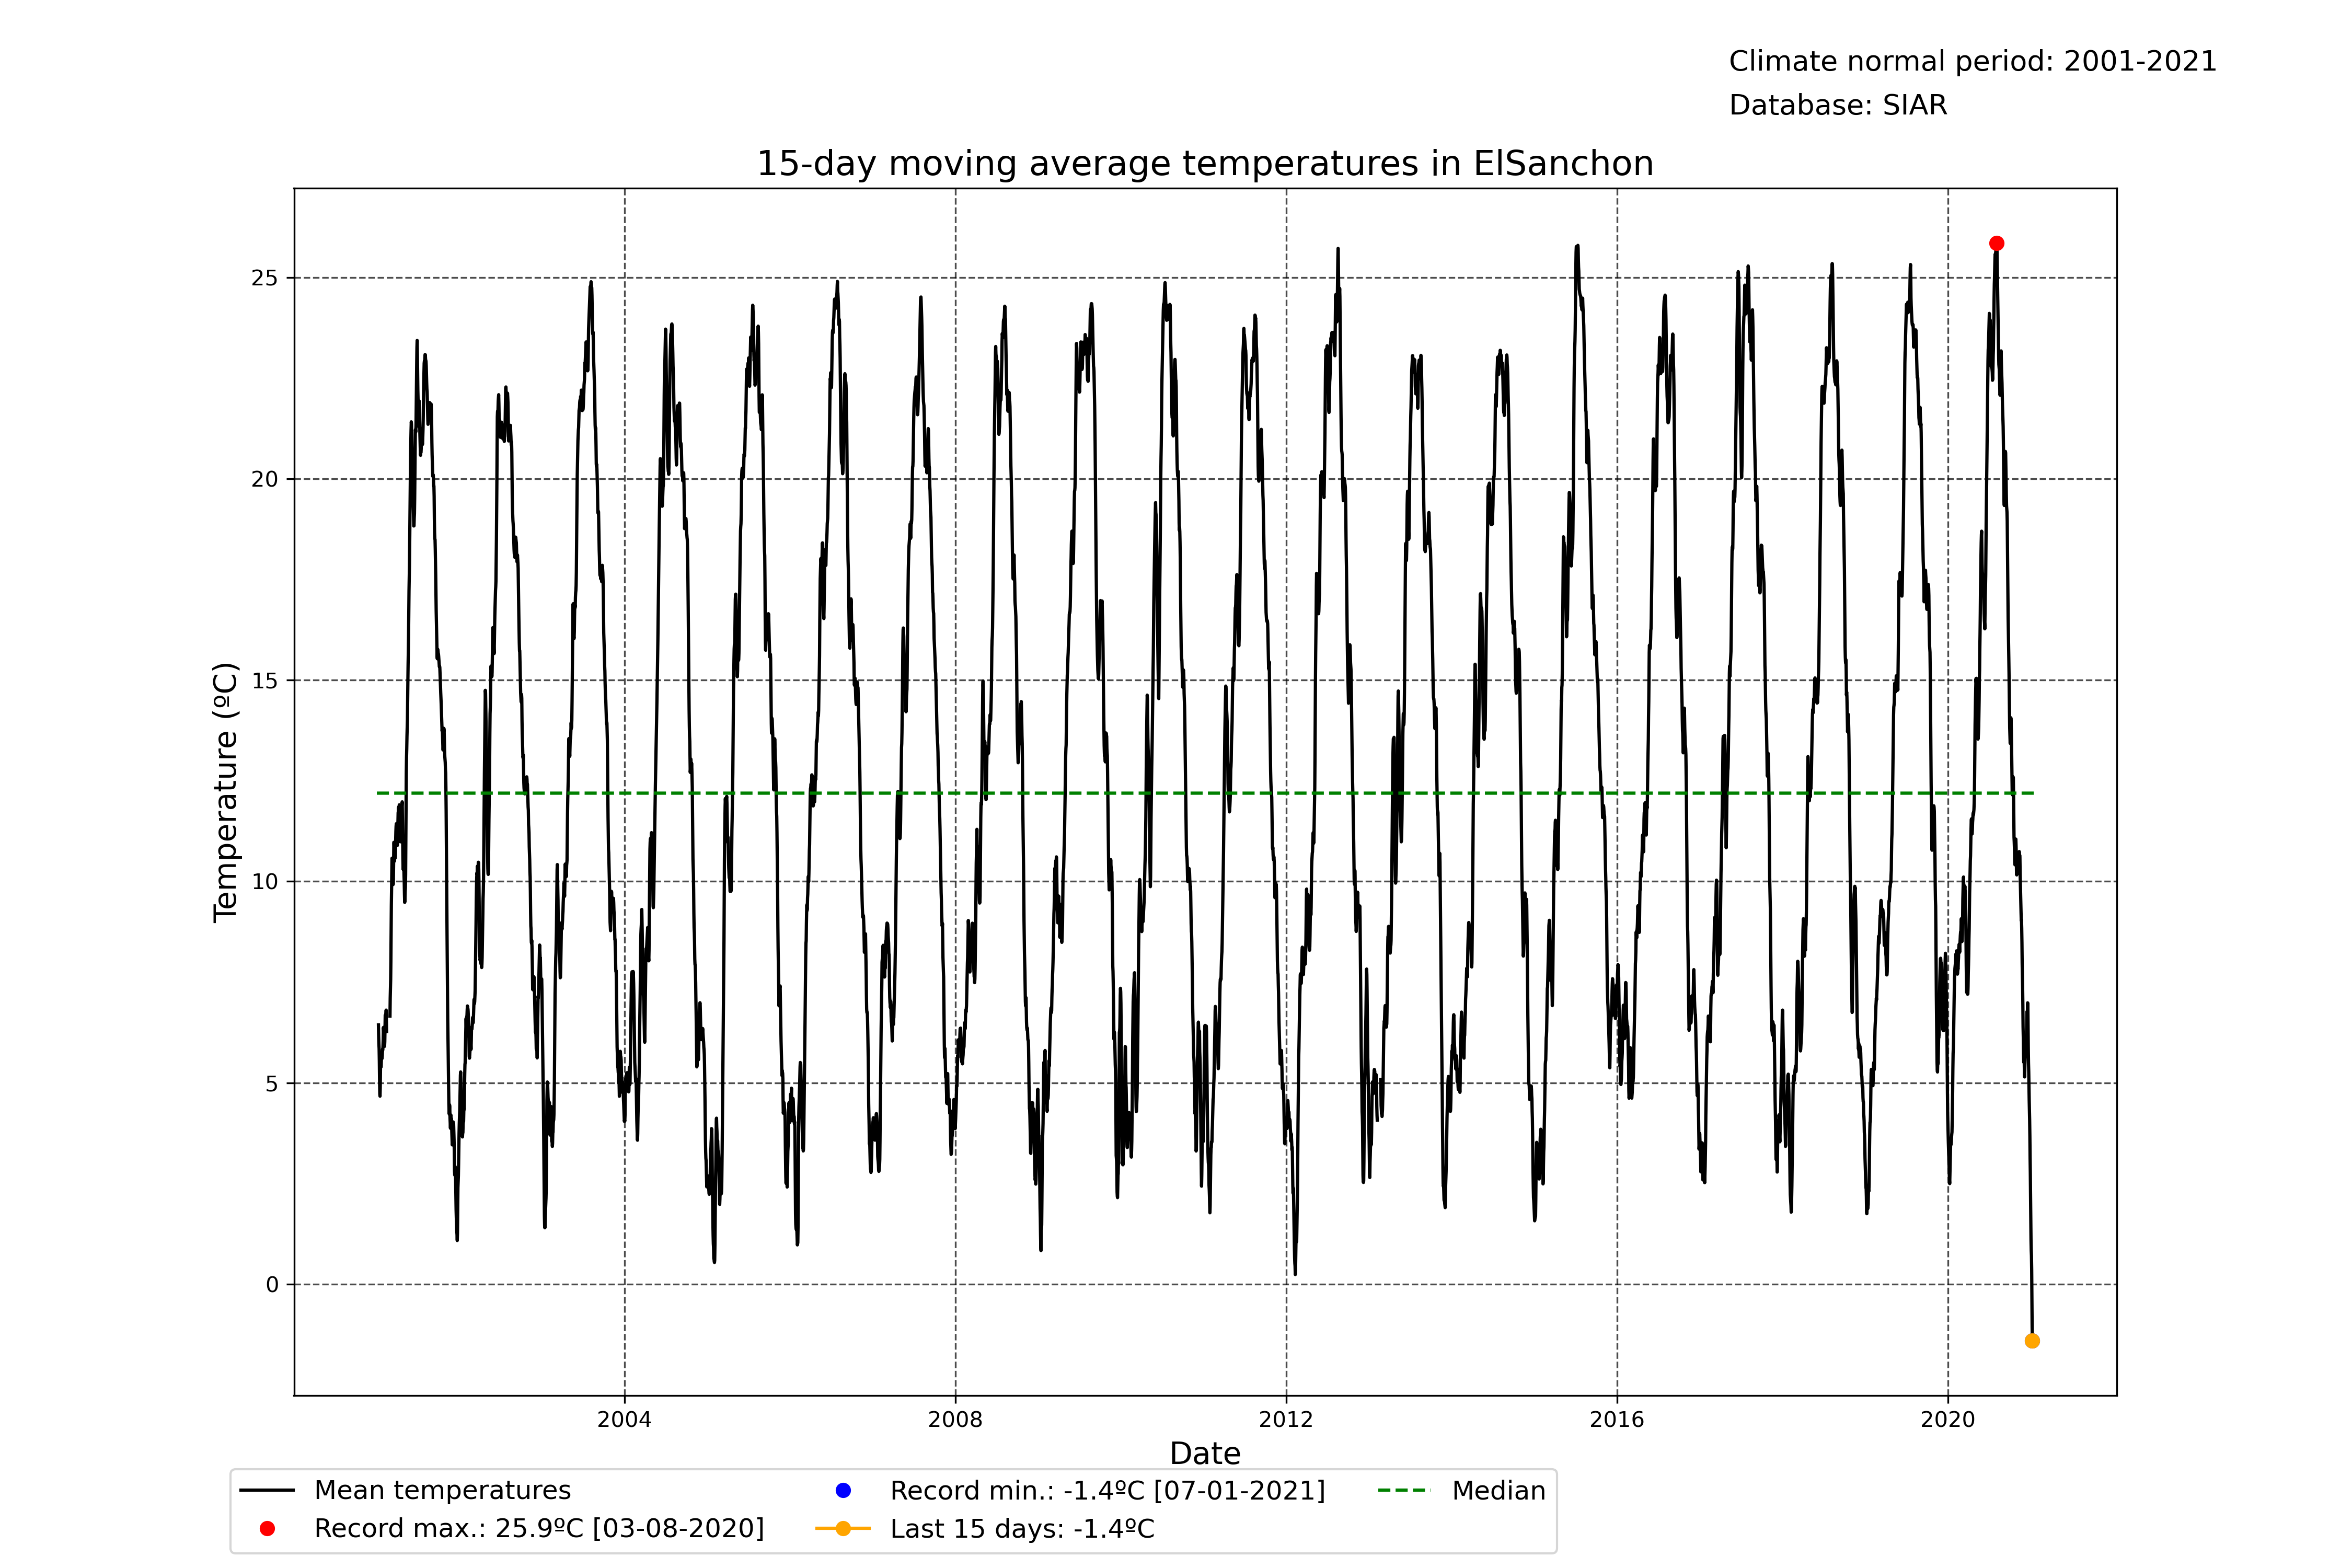 Climate normal period: 2001-2021
Database: SIAR
15-day moving average temperatures in ElSanchon
Temperature (ºC)
25
20
15
10
5
0
2004
2008
2012
2016
2020
Date
Mean temperatures
Record max.: 25.9ºC [03-08-2020]
Record min.: -1.4ºC [07-01-2021]
Last 15 days: -1.4ºC
Median